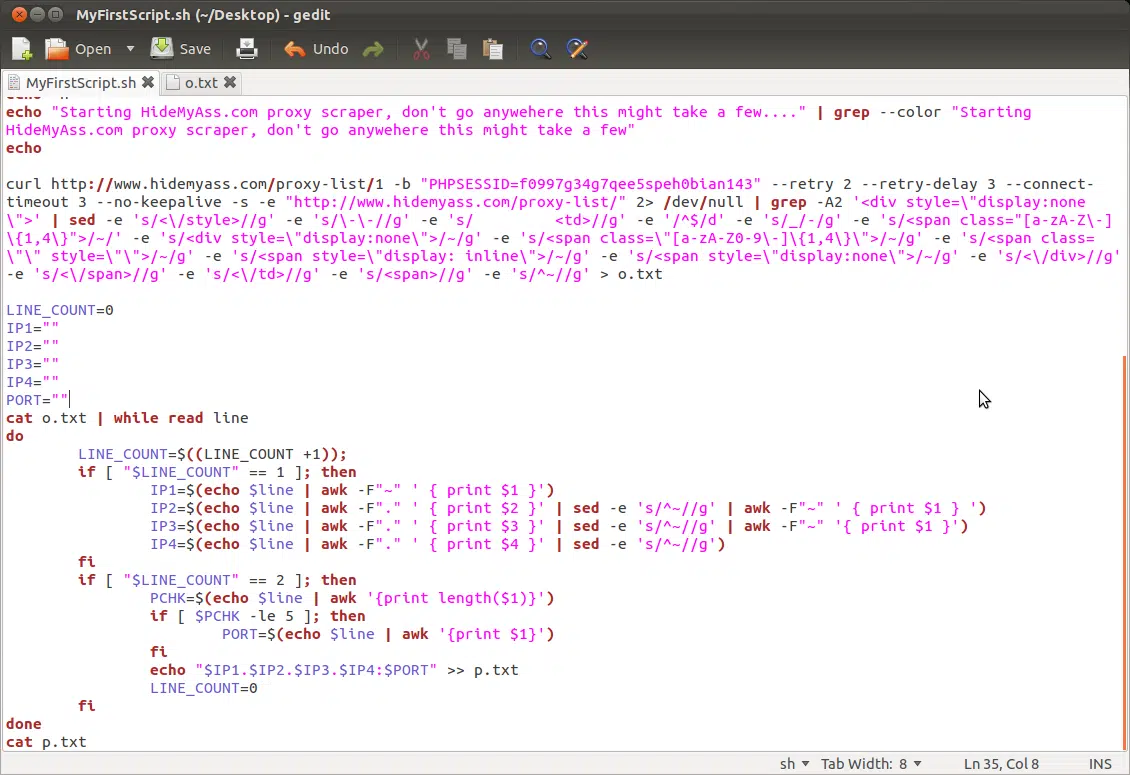 MyFirstScript.sh (~/Desktop) - gedit
Open Save Undo
MyFirstScript.sh o.txt
echo "Starting HideMyAss.com proxy scraper, don't go anywehere this might take a few...." | grep --color "Starting
HideMyAss.com proxy scraper, don't go anywehere this might take a few"
echo
curl http://www.hidemyass.com/proxy-list/1 -b "PHPSESSID=f0997g34g7qee5speh0bian143" --retry 2 --retry-delay 3 --connect-
timeout 3 --no-keepalive -s -e "http://www.hidemyass.com/proxy-list/" 2> /dev/null | grep -A2 '<div style=\"display:none
\">' | sed -e 's/<\/style>//g' -e 's/\-\-//g' -e 's/         <td>//g' -e '/^$/d' -e 's/_/-/g' -e 's/<span class="[a-zA-Z\-]
\{1,4\}">/~/' -e 's/<div style=\"display:none\">/~/g' -e 's/<span class=\"[a-zA-Z0-9\-]\{1,4\}\">/~/g' -e 's/<span class=
\"\" style=\"\">/~/g' -e 's/<span style=\"display: inline\">/~/g' -e 's/<span style=\"display:none\">/~/g' -e 's/<\/div>//g'
-e 's/<\/span>//g' -e 's/<\/td>//g' -e 's/<span>//g' -e 's/^~//g' > o.txt
LINE_COUNT=0
IP1=""
IP2=""
IP3=""
IP4=""
PORT=""
cat o.txt | while read line
do
LINE_COUNT=$((LINE_COUNT +1));
if [ "$LINE_COUNT" == 1 ]; then
IP1=$(echo $line | awk -F"~" ' { print $1 }')
IP2=$(echo $line | awk -F"." ' { print $2 }' | sed -e 's/^~//g' | awk -F"~" ' { print $1 } ')
IP3=$(echo $line | awk -F"." ' { print $3 }' | sed -e 's/^~//g' | awk -F"~" '{ print $1 }')
IP4=$(echo $line | awk -F"." ' { print $4 }' | sed -e 's/^~//g')
fi
if [ "$LINE_COUNT" == 2 ]; then
PCHK=$(echo $line | awk '{print length($1)}')
if [ $PCHK -le 5 ]; then
PORT=$(echo $line | awk '{print $1}')
fi
echo "$IP1.$IP2.$IP3.$IP4:$PORT" >> p.txt
LINE_COUNT=0
fi
done
cat p.txt
sh Tab Width: 8 Ln 35, Col 8 INS